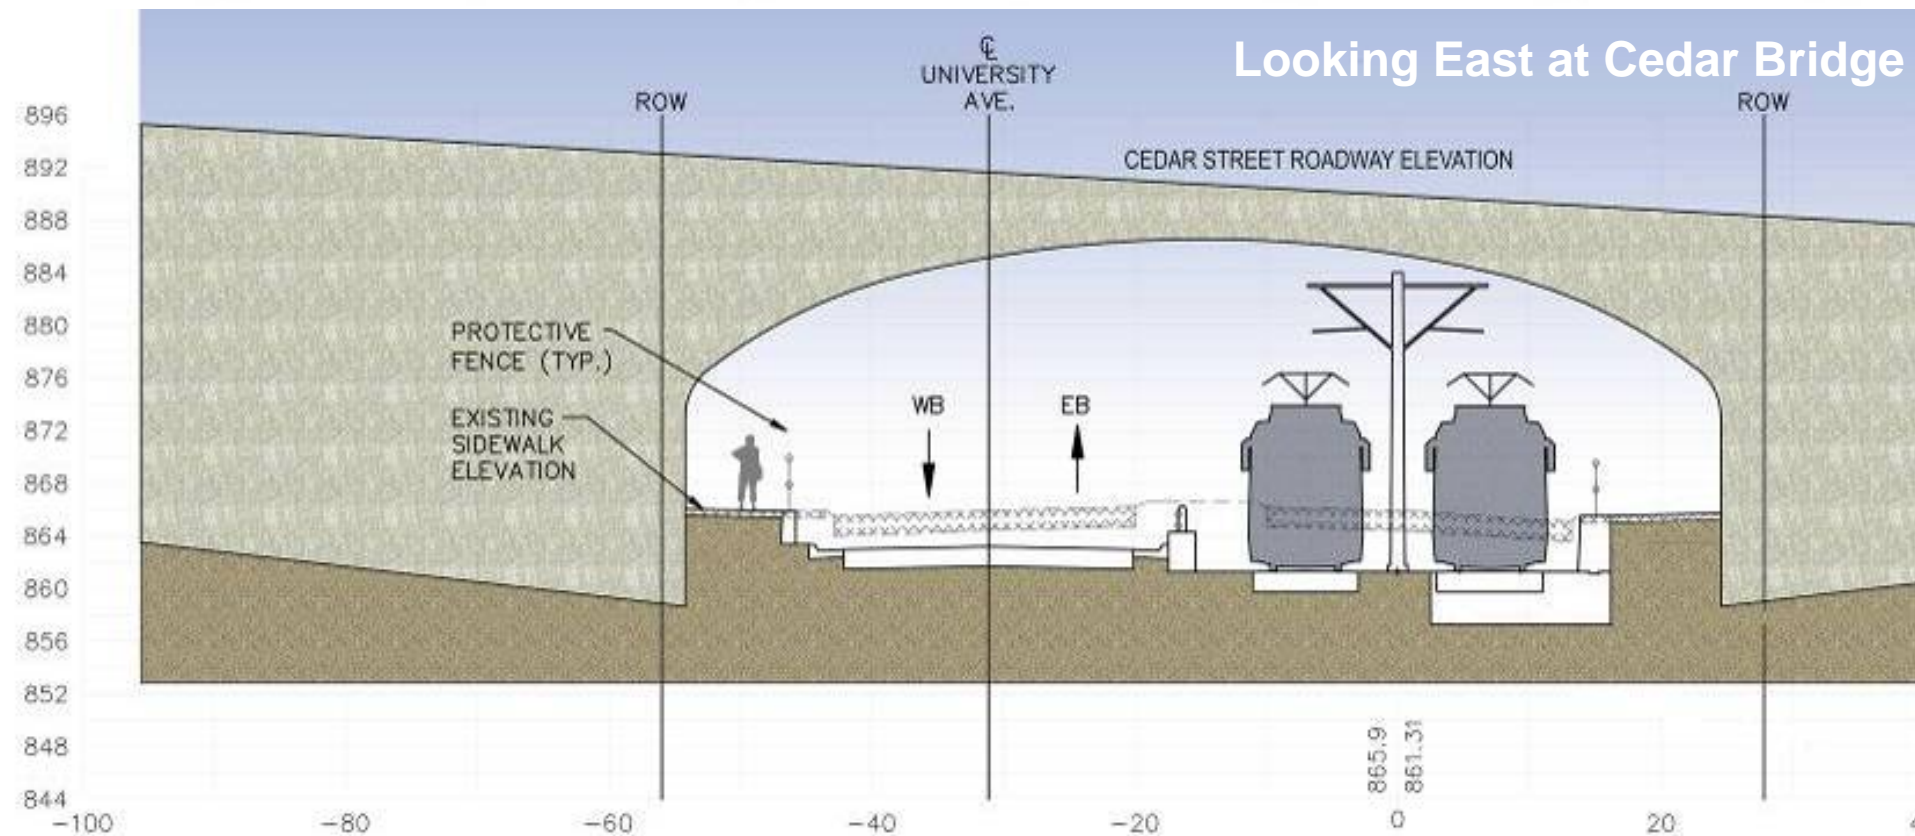 Looking East at Cedar Bridge
℄
UNIVERSITY
AVE.
ROW
ROW
CEDAR STREET ROADWAY ELEVATION
PROTECTIVE
FENCE (TYP.)
EXISTING
SIDEWALK
ELEVATION
WB
EB
896
892
888
884
880
876
872
868
864
860
856
852
848
844
865.9
861.31
-100
-80
-60
-40
-20
0
20